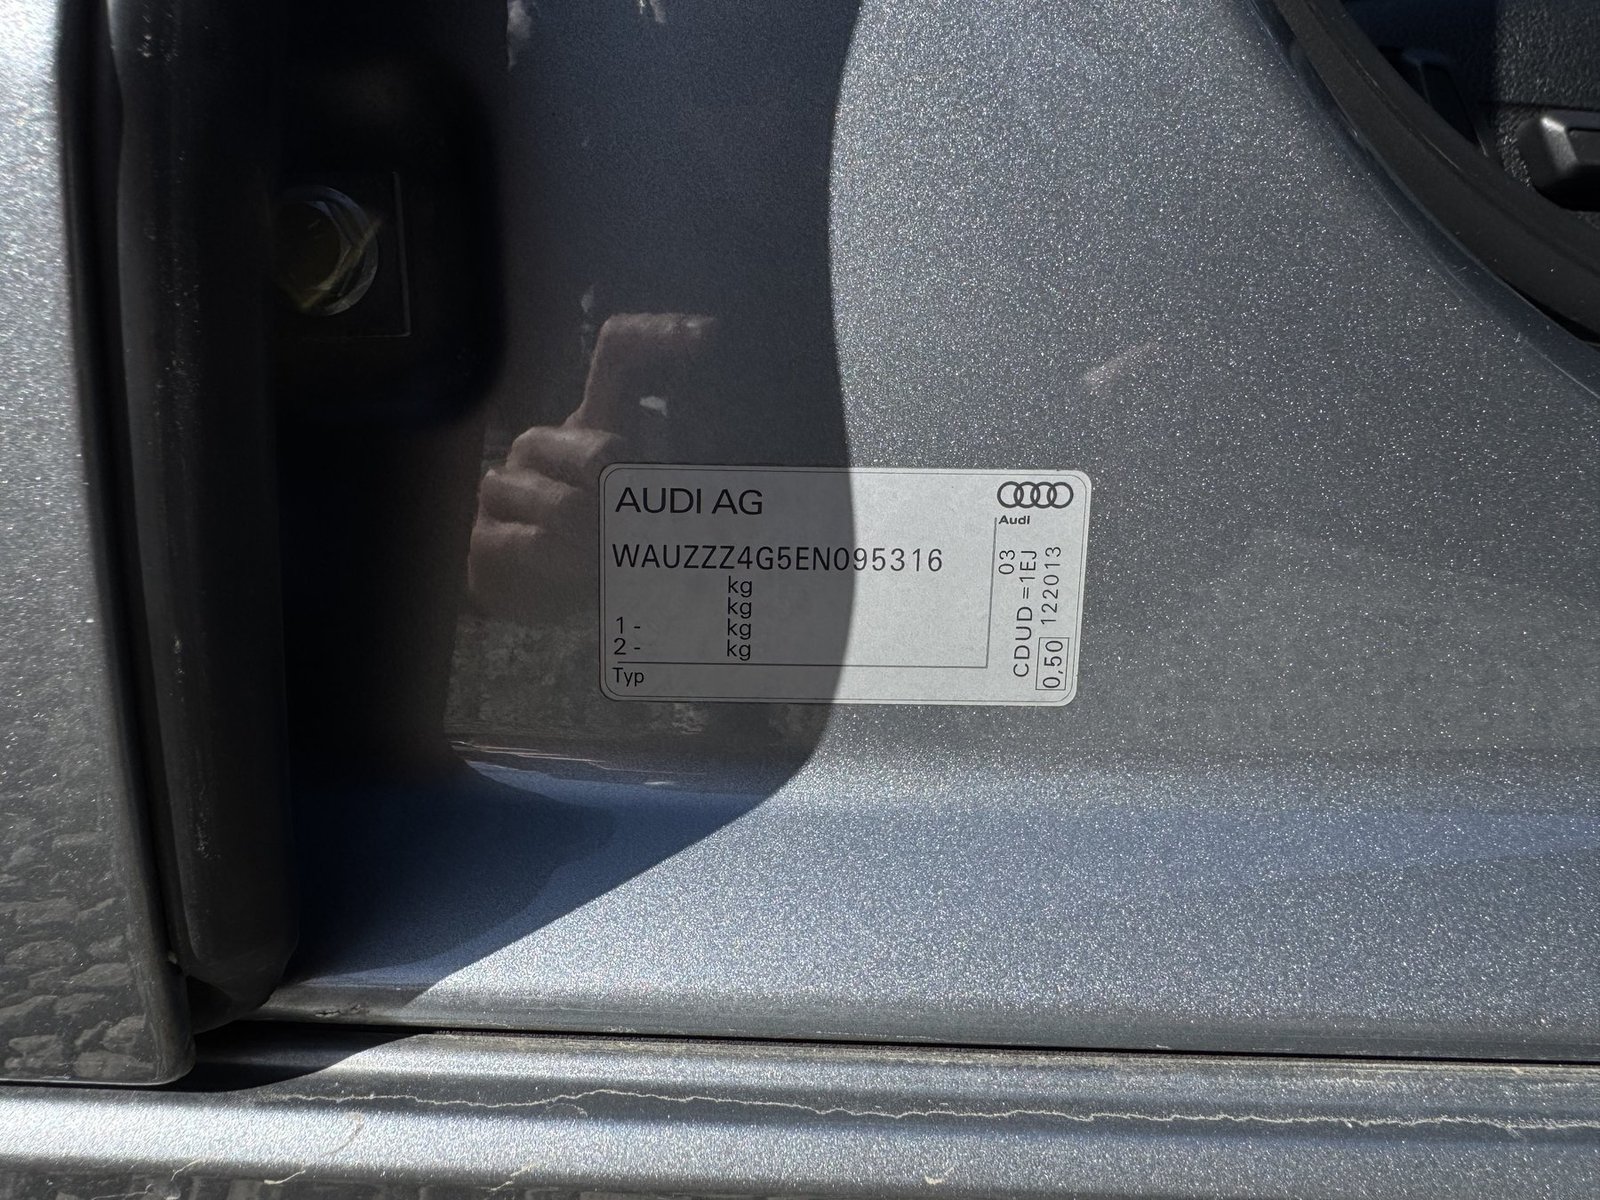 AUDI AG
Audi
WAUZZZ4G5EN095316
kg
kg
1 - kg
2 - kg
Typ
03
CDUD =1EJ
0,50 122013